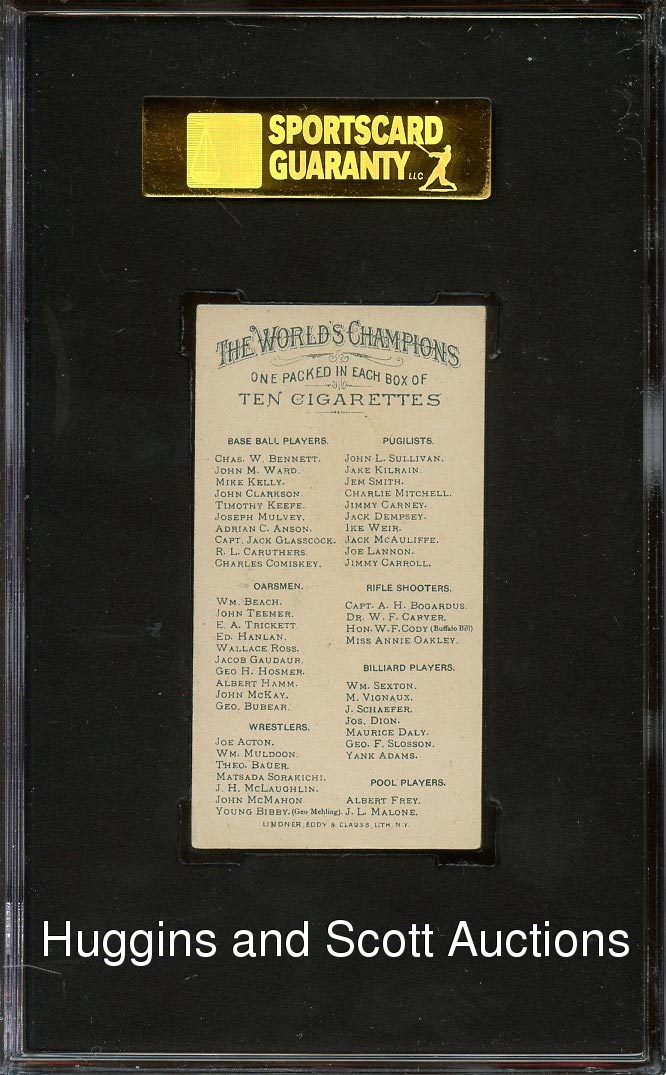 SPORTSCARD
GUARANTY LLC
THE WORLD'S CHAMPIONS
ONE PACKED IN EACH BOX OF
TEN CIGARETTES
BASE BALL PLAYERS.
CHAS. W. BENNETT.
JOHN M. WARD.
MIKE KELLY.
JOHN CLARKSON.
TIMOTHY KEEFE.
JOSEPH MULVEY.
ADRIAN C. ANSON.
CAPT. JACK GLASSCOCK.
R. L. CARUTHERS.
CHARLES COMISKEY.
OARSMEN.
WM. BEACH.
JOHN TEEMER.
E. A. TRICKETT.
ED. HANLAN.
WALLACE ROSS.
JACOB GAUDAUR.
GEO H. HOSMER.
ALBERT HAMM.
JOHN MCKAY.
GEO. BUBEAR.
WRESTLERS.
JOE ACTON.
WM. MULDOON.
THEO. BAUER.
MATSADA SORAKICHI.
J. H. MCLAUGHLIN.
JOHN MCMAHON
YOUNG BIBBY. (Geo Mehling).
PUGILISTS.
JOHN L. SULLIVAN.
JAKE KILRAIN.
JEM SMITH.
CHARLIE MITCHELL.
JIMMY CARNEY.
JACK DEMPSEY.
IKE WEIR.
JACK MCAULIFFE.
JOE LANNON.
JIMMY CARROLL.
RIFLE SHOOTERS.
CAPT. A. H. BOGARDUS.
DR. W. F. CARVER.
HON. W. F. CODY (Buffalo Bill)
MISS ANNIE OAKLEY.
BILLIARD PLAYERS.
WM. SEXTON.
M. VIGNAUX.
J. SCHAEFER.
JOS. DION.
MAURICE DALY.
GEO. F. SLOSSON.
YANK ADAMS.
POOL PLAYERS.
ALBERT FREY.
J. L. MALONE.
LINDNER, EDDY & CLAUSS, LITH. N.Y.
Huggins and Scott Auctions